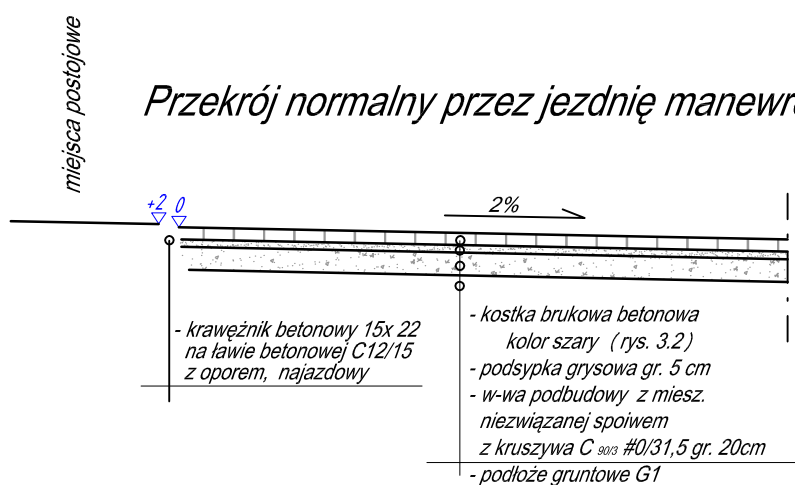 miejsca postojowe
Przekrój normalny przez jezdnię
+2 0
2%
- krawężnik betonowy 15x 22
na ławie betonowej C12/15
z oporem, najazdowy
- kostka brukowa betonowa
kolor szary ( rys. 3.2 )
- podsypka grysowa gr. 5 cm
- w-wa podbudowy z miesz.
niezwiązanej spoiwem
z kruszywa C 90/3 #0/31,5 gr. 20cm
- podłoże gruntowe G1